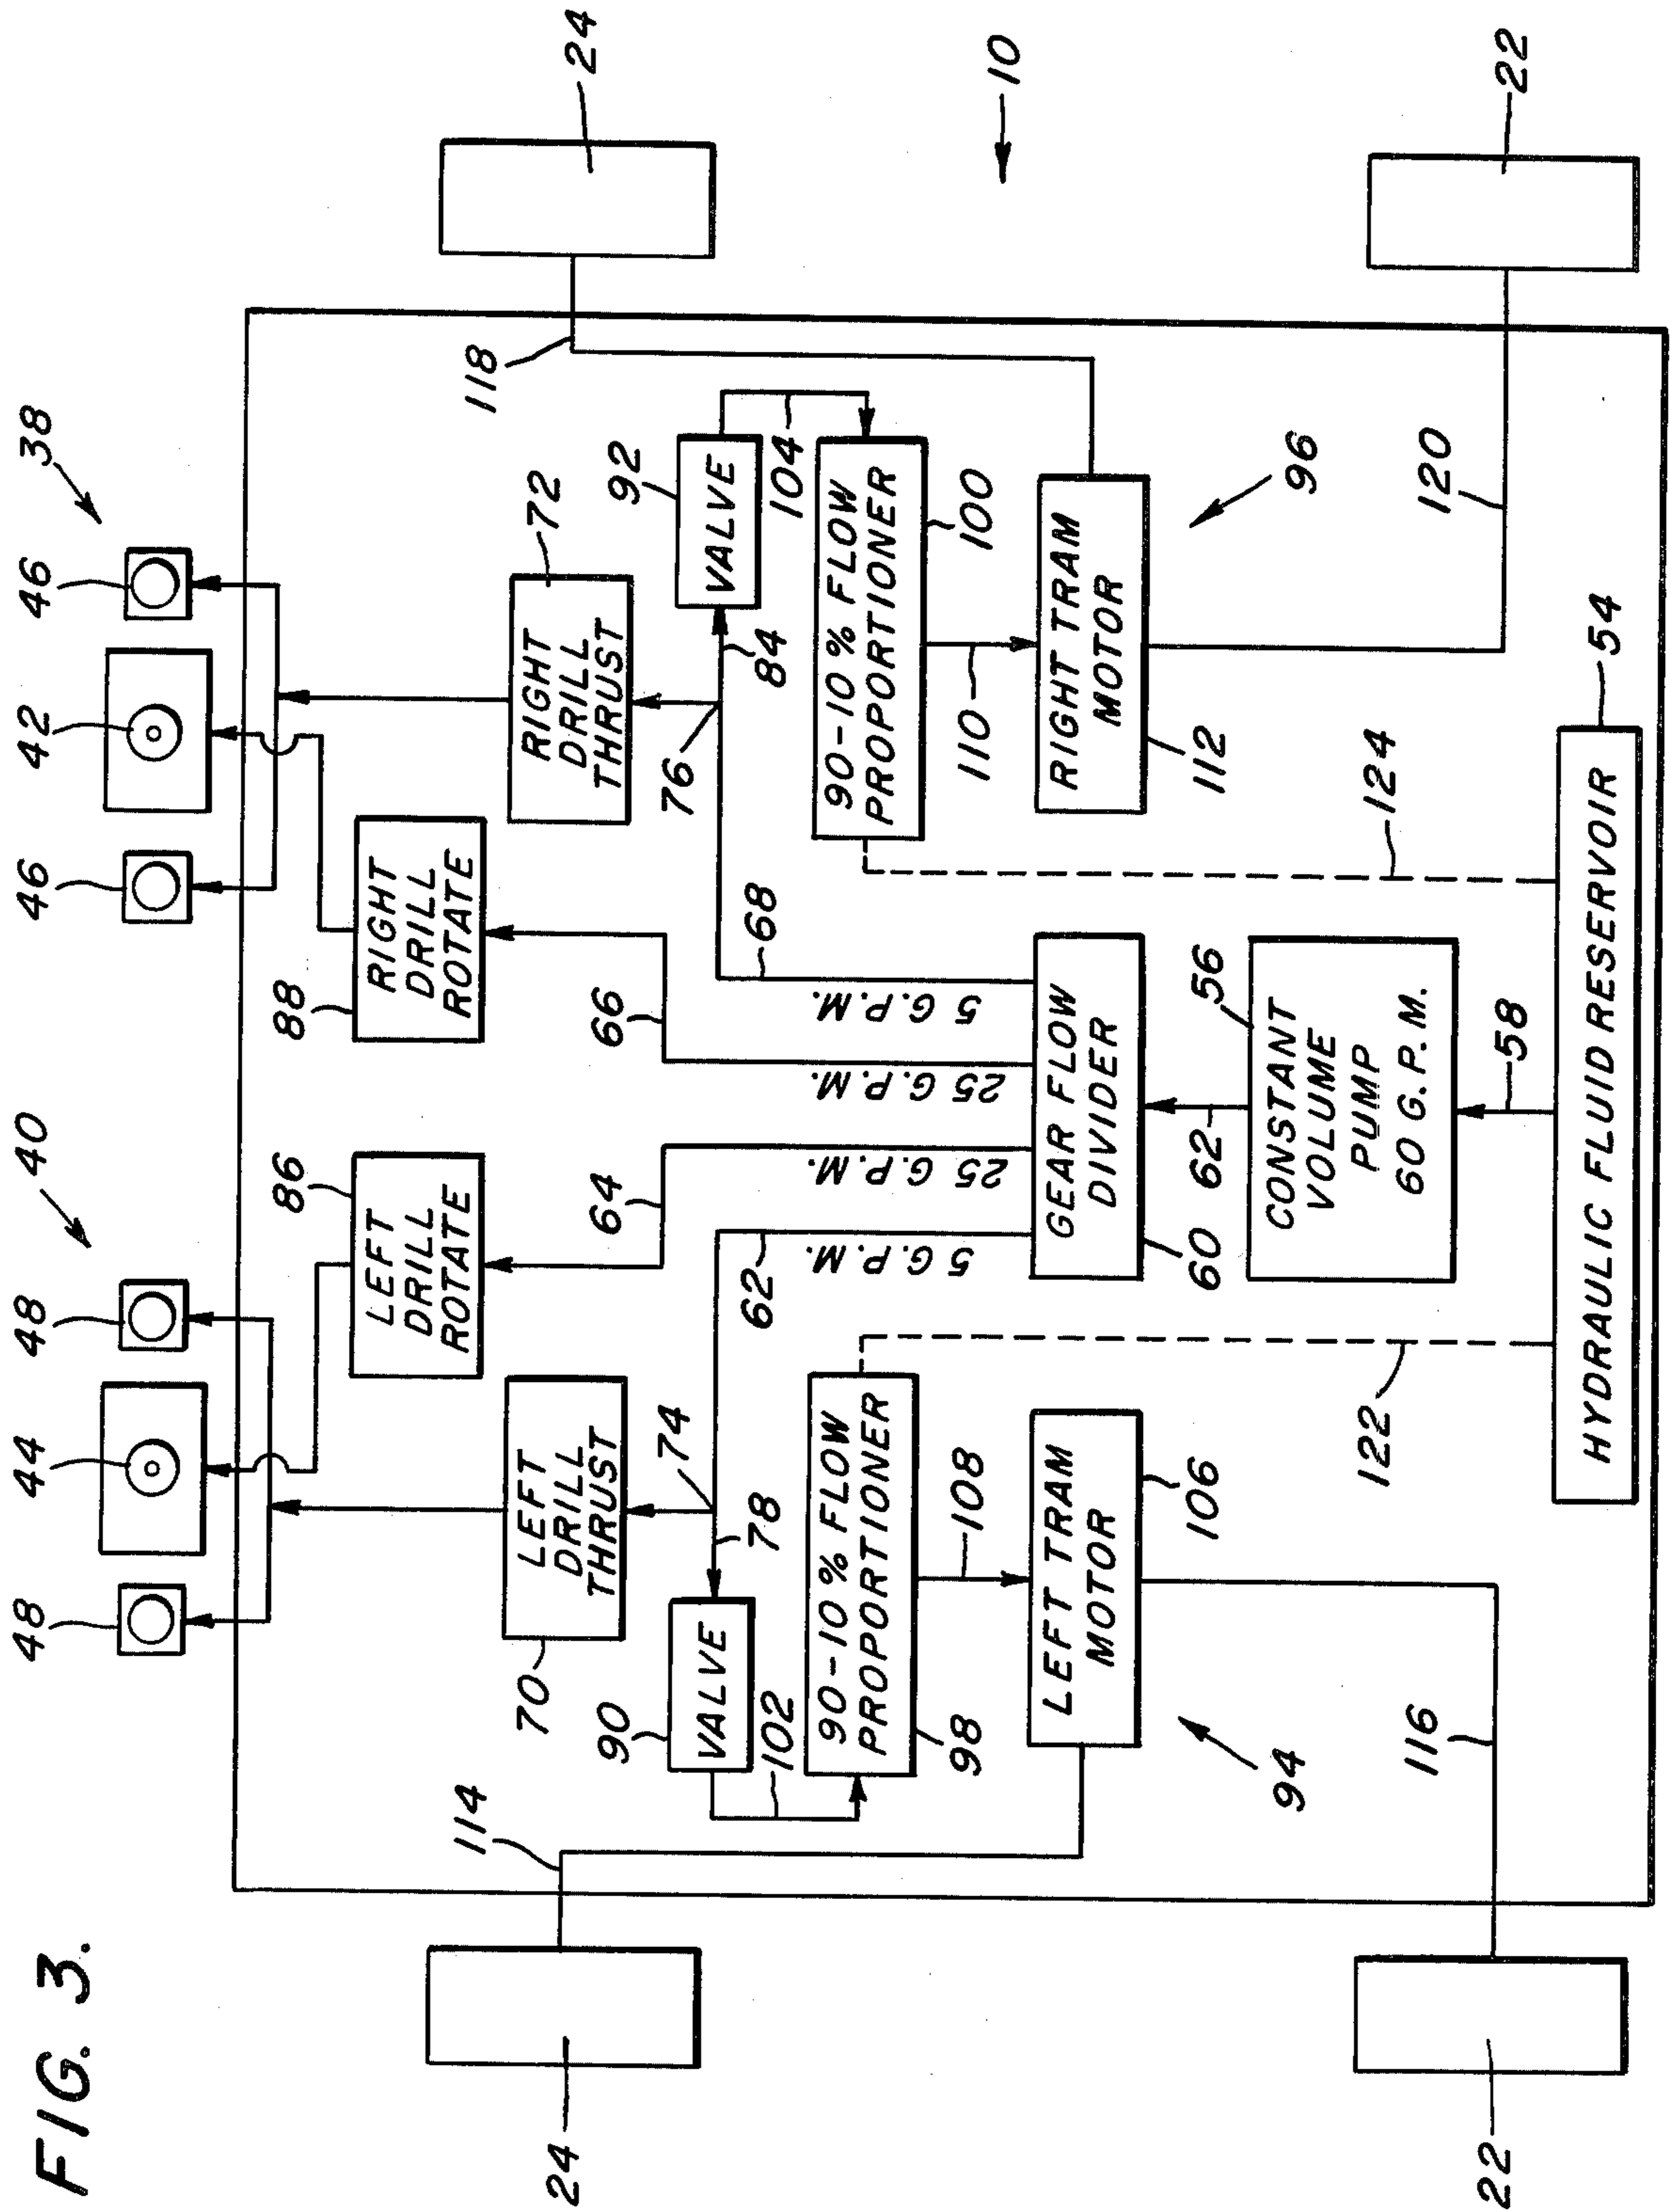 FIG. 3.
40
38
48
44
48
46
42
46
24
24
114
118
86
88
LEFT
DRILL
ROTATE
RIGHT
DRILL
ROTATE
70
LEFT
DRILL
THRUST
RIGHT
DRILL
THRUST
72
74
76
90
VALVE
78
62
64
66
68
84
VALVE
92
102
104
5 G.P.M.
25 G.P.M.
25 G.P.M.
5 G.P.M.
90-10% FLOW
PROPORTIONER
98
90-10% FLOW
PROPORTIONER
100
108
110
10
LEFT TRAM
MOTOR
106
GEAR FLOW
DIVIDER
60
RIGHT TRAM
MOTOR
112
94
96
62
CONSTANT
VOLUME
PUMP
60 G.P.M.
56
122
124
116
120
58
HYDRAULIC FLUID RESERVOIR
54
22
22